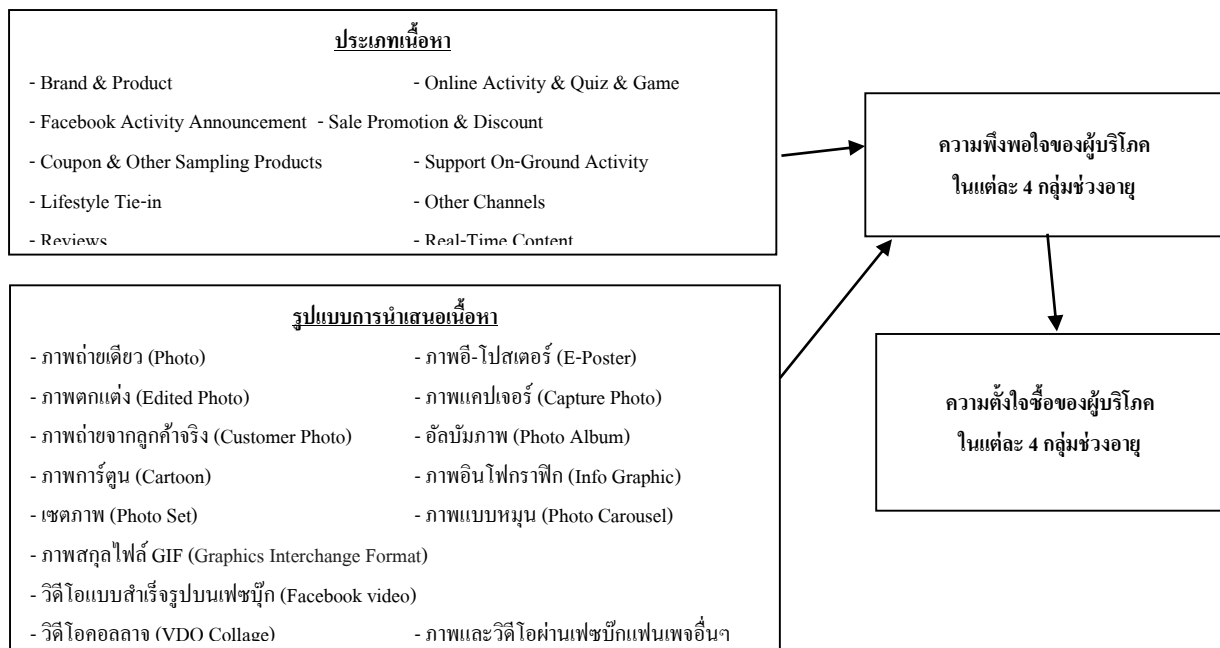 ประเภทเนื้อหา
- Brand & Product - Online Activity & Quiz & Game
- Facebook Activity Announcement - Sale Promotion & Discount
- Coupon & Other Sampling Products - Support On-Ground Activity
- Lifestyle Tie-in - Other Channels
- Reviews - Real-Time Content
ความพึงพอใจของผู้บริโภค
ในแต่ละ 4 กลุ่มช่วงอายุ
รูปแบบการนำเสนอเนื้อหา
- ภาพถ่ายเดียว (Photo) - ภาพอี-โปสเตอร์ (E-Poster)
- ภาพตกแต่ง (Edited Photo) - ภาพแคปเจอร์ (Capture Photo)
- ภาพถ่ายจากลูกค้าจริง (Customer Photo) - อัลบัมภาพ (Photo Album)
- ภาพการ์ตูน (Cartoon) - ภาพอินโฟกราฟิก (Info Graphic)
- เซตภาพ (Photo Set) - ภาพแบบหมุน (Photo Carousel)
- ภาพสกุลไฟล์ GIF (Graphics Interchange Format)
- วิดีโอแบบสำเร็จรูปบนเฟซบุ๊ก (Facebook video)
- วิดีโอคอลลาจ (VDO Collage) - ภาพและวิดีโอผ่านเฟซบุ๊กแฟนเพจอื่นๆ
ความตั้งใจซื้อของผู้บริโภค
ในแต่ละ 4 กลุ่มช่วงอายุ